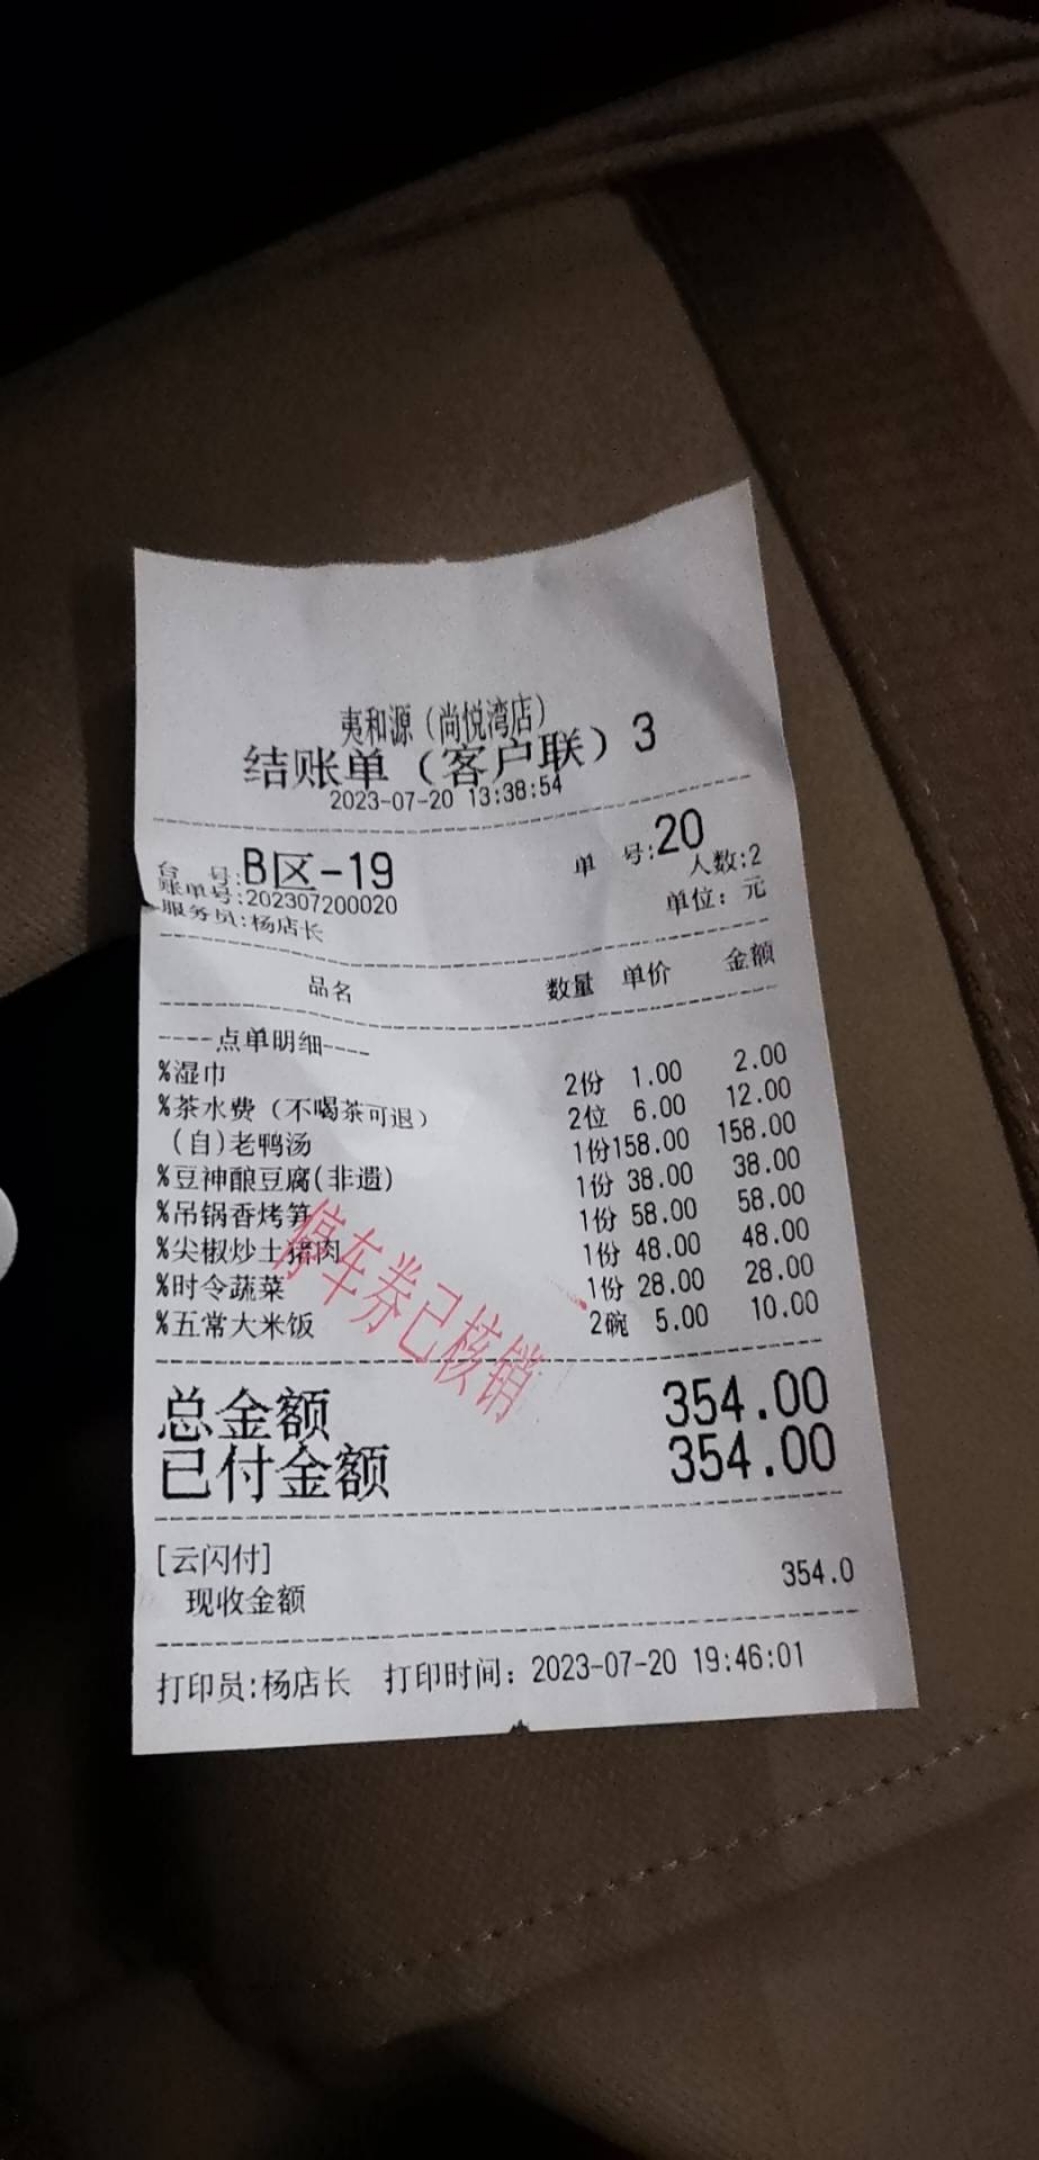 夷和源（尚悦湾店）
结账单（客户联）3
2023-07-20 13:38:54
台 号:B区-19 单 号:20
账单号:202307200020 人数:2
服务员:杨店长 单位：元
品名 数量 单价 金额
----点单明细----
%湿巾 2份 1.00 2.00
%茶水费（不喝茶可退） 2位 6.00 12.00
（自)老鸭汤 1份158.00 158.00
%豆神酿豆腐(非遗) 1份 38.00 38.00
%吊锅香烤笋 1份 58.00 58.00
%尖椒炒土猪肉 1份 48.00 48.00
%时令蔬菜 1份 28.00 28.00
%五常大米饭 2碗 5.00 10.00
停车券已核销
总金额 354.00
已付金额 354.00
[云闪付]
现收金额 354.0
打印员:杨店长 打印时间：2023-07-20 19:46:01